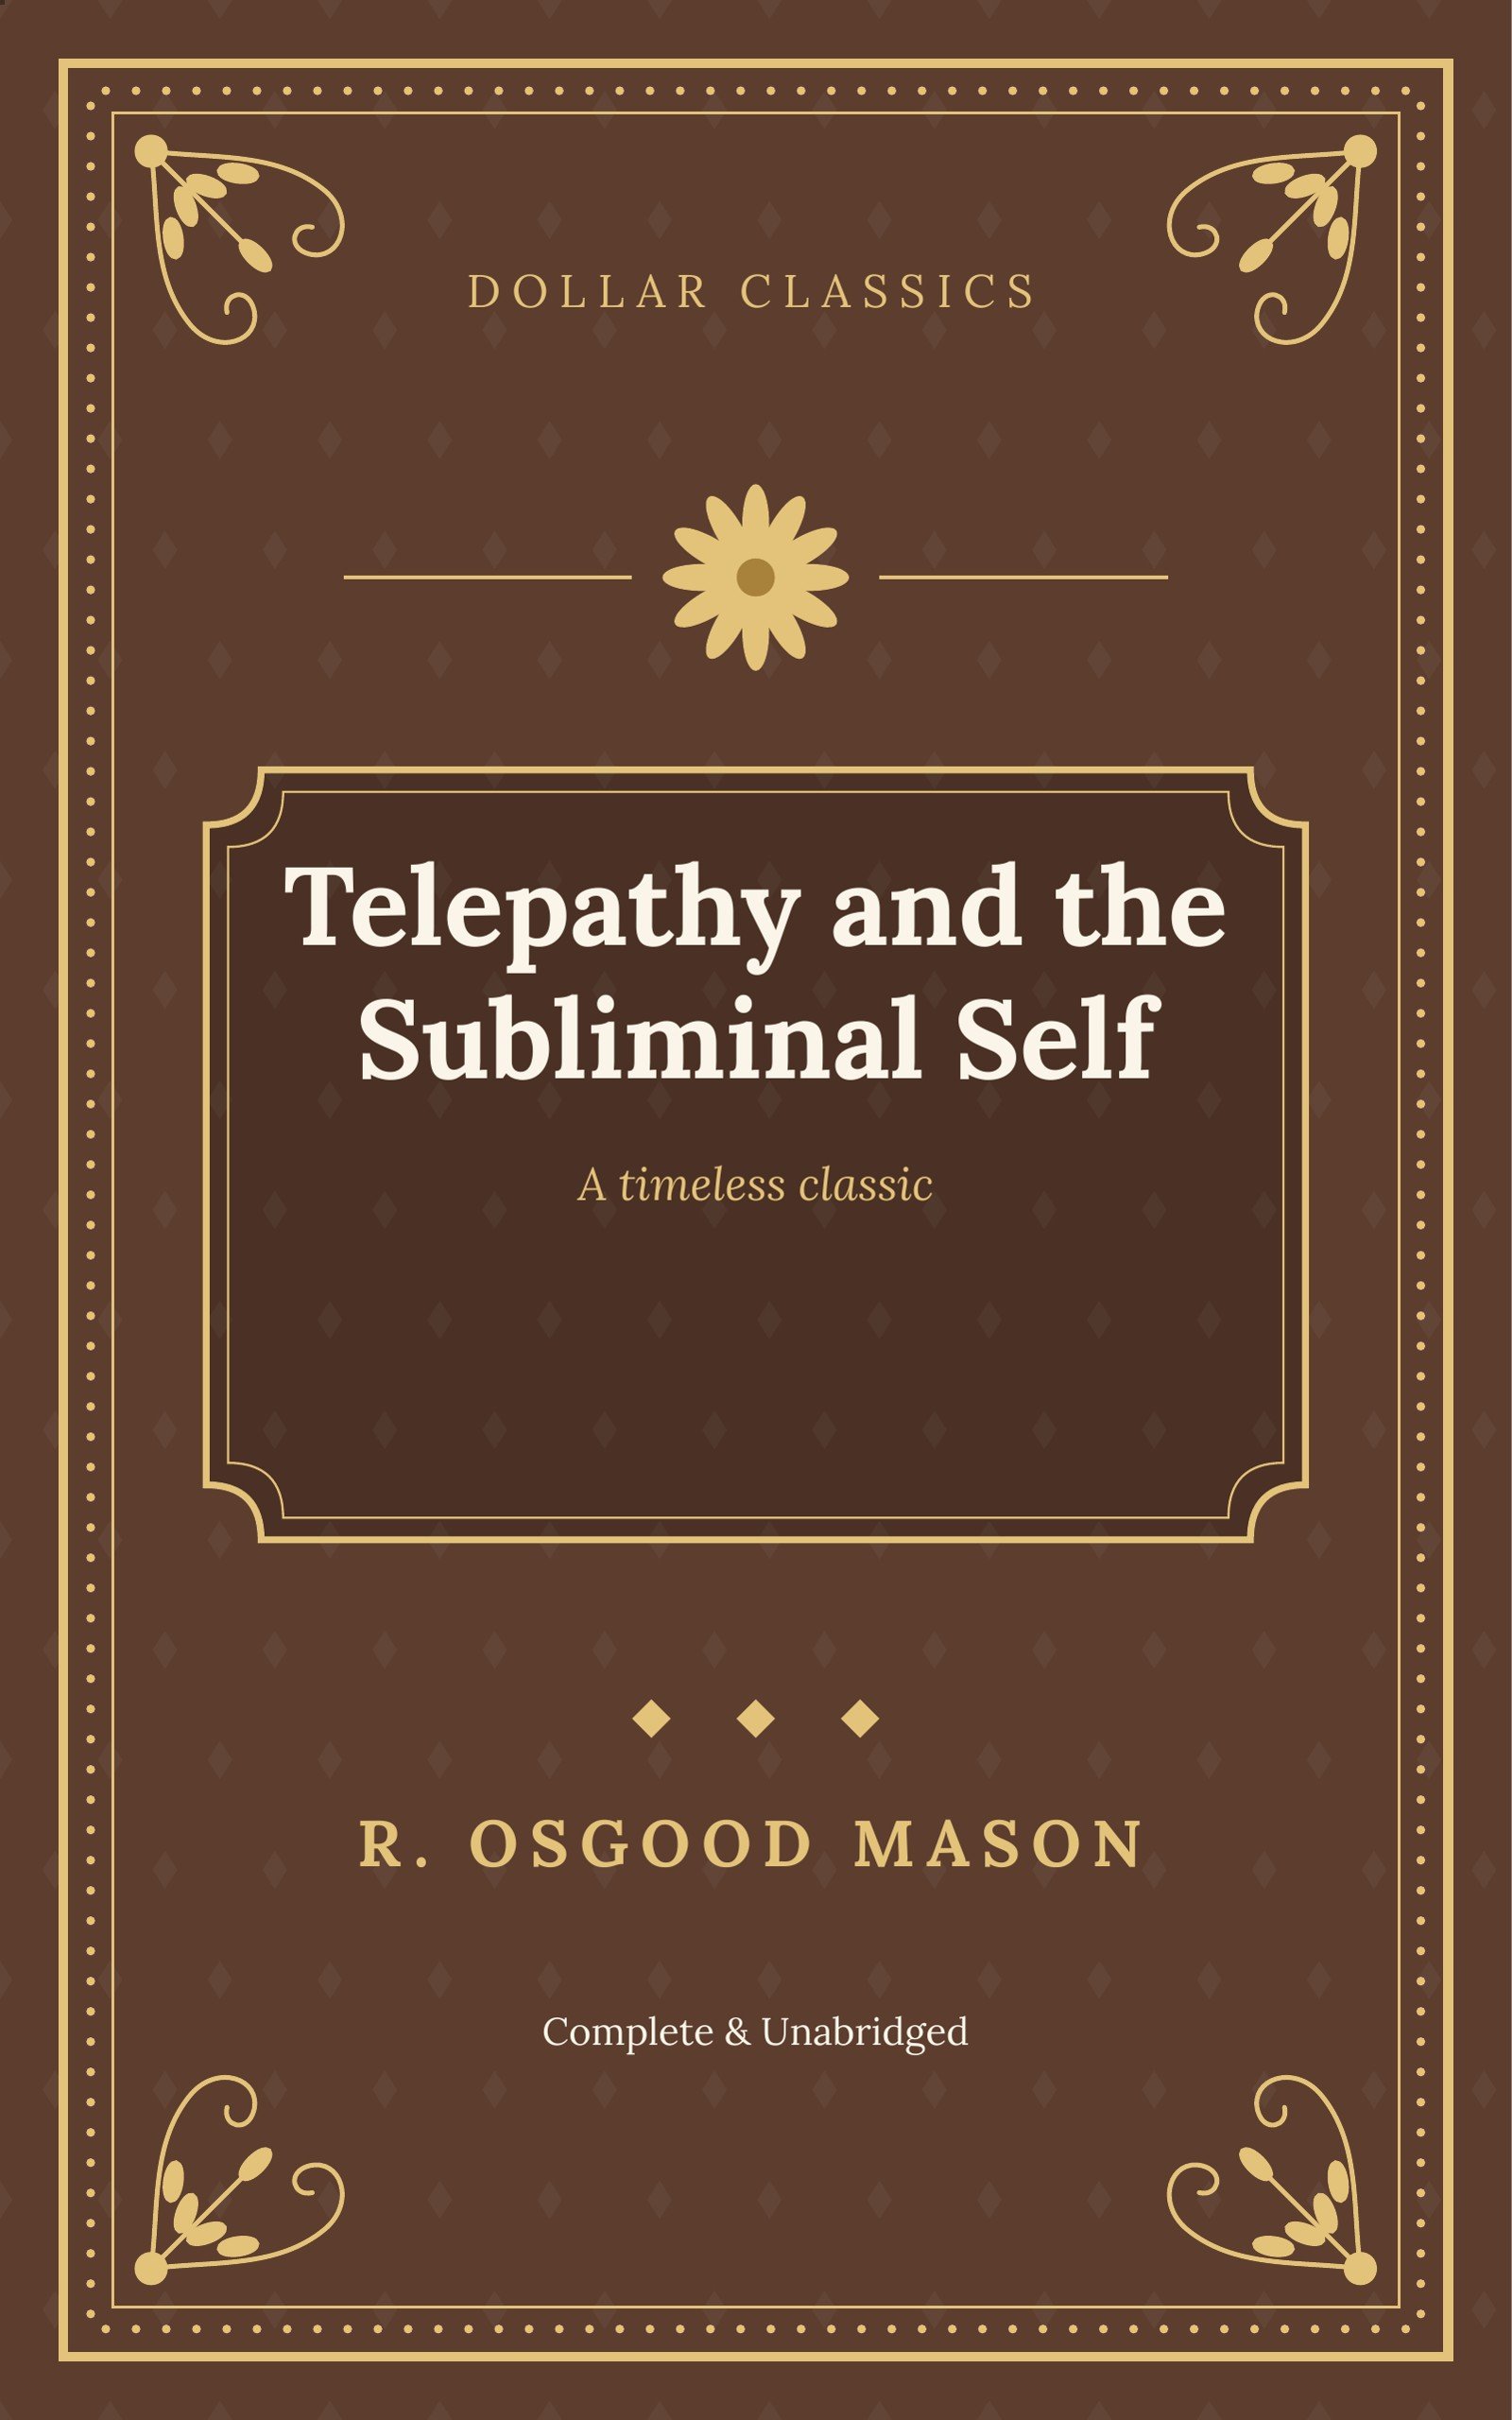 DOLLAR CLASSICS
Telepathy and the
Subliminal Self
A timeless classic
R. OSGOOD MASON
Complete & Unabridged